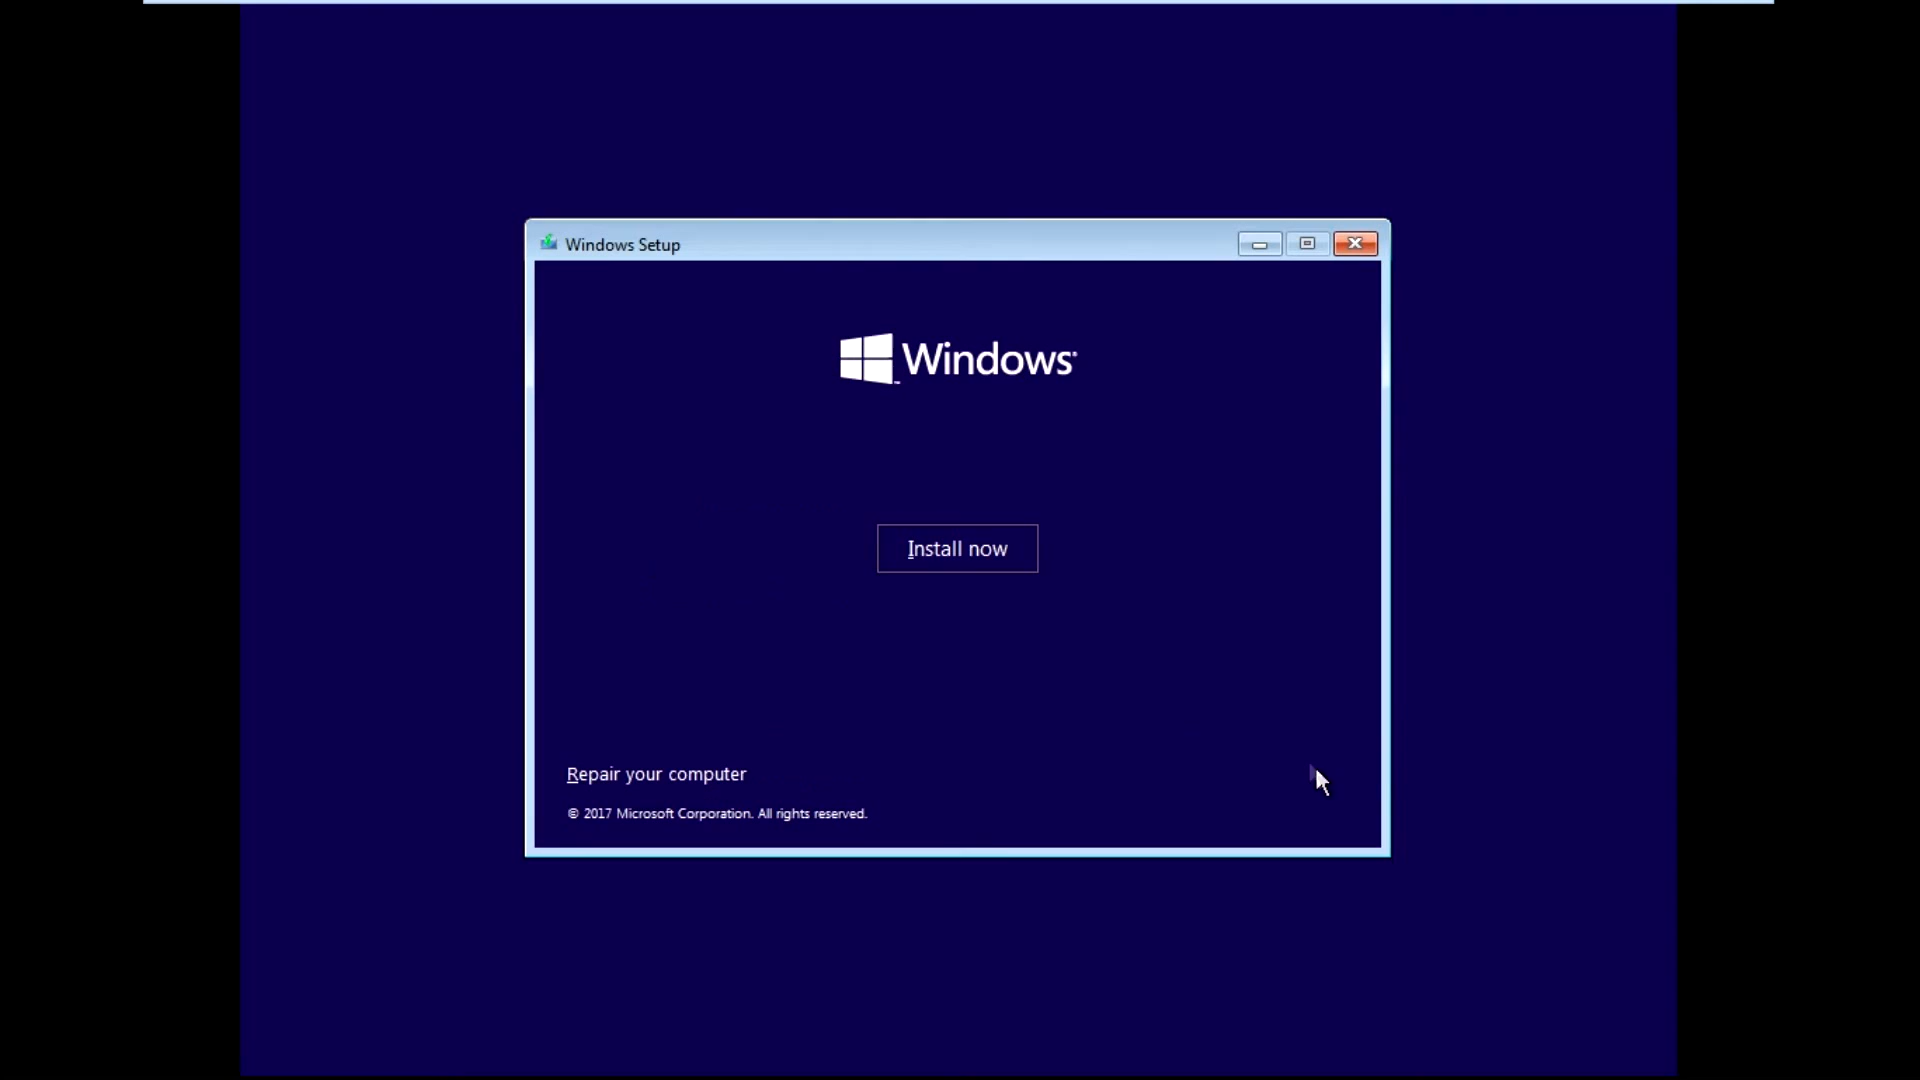 Windows Setup
Windows
Install now
Repair your computer
© 2017 Microsoft Corporation. All rights reserved.